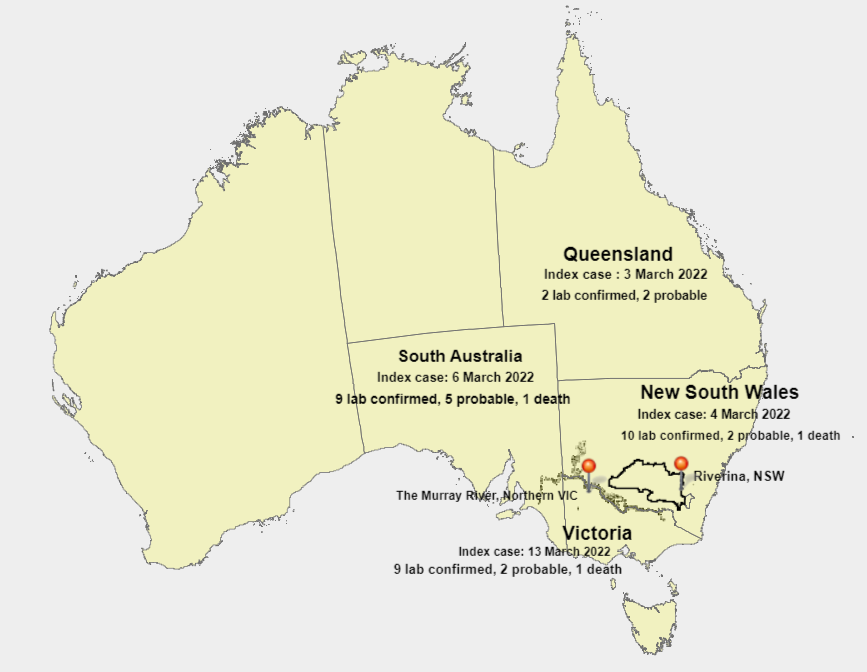 Queensland
Index case : 3 March 2022
2 lab confirmed, 2 probable
South Australia
Index case: 6 March 2022
9 lab confirmed, 5 probable, 1 death
New South Wales
Index case: 4 March 2022
10 lab confirmed, 2 probable, 1 death
Riverina, NSW
The Murray River, Northern VIC
Victoria
Index case: 13 March 2022
9 lab confirmed, 2 probable, 1 death